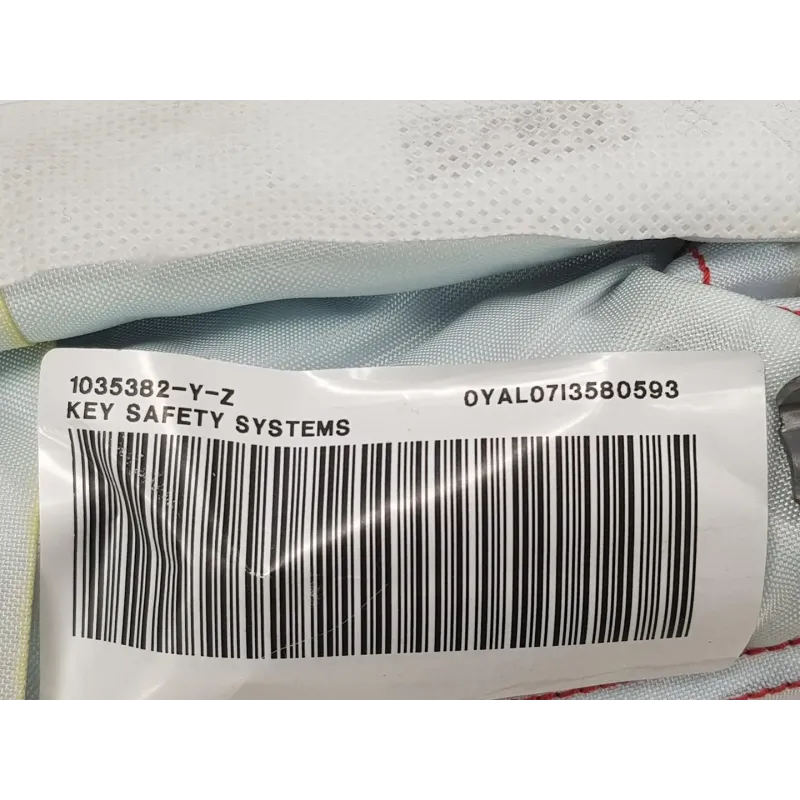 1035382-Y-Z 0YAL07I3580593
KEY SAFETY SYSTEMS